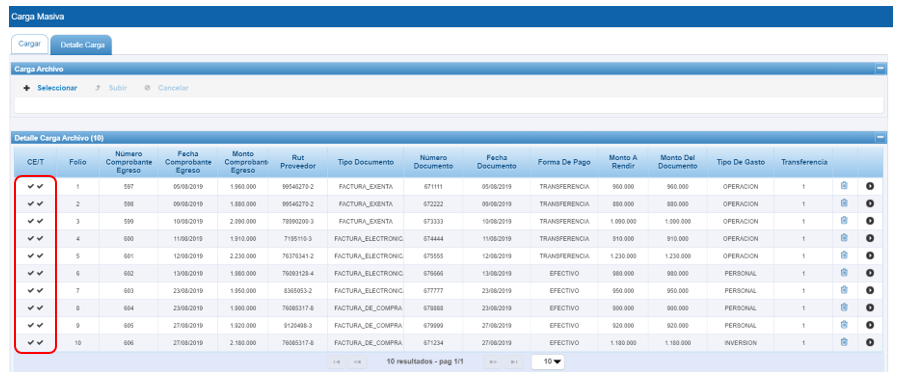 Carga Masiva
Cargar Detalle Carga
Carga Archivo
Seleccionar Subir Cancelar
Detalle Carga Archivo (10)
CE/T Folio Número Comprobante Egreso Fecha Comprobante Egreso Monto Comprobant Egreso Rut Proveedor Tipo Documento Número Documento Fecha Documento Forma De Pago Monto A Rendir Monto Del Documento Tipo De Gasto Transferencia
1 597 05/08/2019 1.960.000 99546270-2 FACTURA_EXENTA 671111 05/08/2019 TRANSFERENCIA 960.000 960.000 OPERACION 1
2 598 09/08/2019 1.880.000 99546270-2 FACTURA_EXENTA 672222 09/08/2019 TRANSFERENCIA 880.000 880.000 OPERACION 1
3 599 10/08/2019 2.090.000 78990200-3 FACTURA_EXENTA 673333 10/08/2019 TRANSFERENCIA 1.090.000 1.090.000 OPERACION 1
4 600 11/08/2019 1.910.000 7195110-3 FACTURA_ELECTRONIC 674444 11/08/2019 TRANSFERENCIA 910.000 910.000 OPERACION 1
5 601 12/08/2019 2.230.000 76376341-2 FACTURA_ELECTRONIC 675555 12/08/2019 TRANSFERENCIA 1.230.000 1.230.000 OPERACION 1
6 602 13/08/2019 1.980.000 76093128-4 FACTURA_ELECTRONIC 676666 13/08/2019 EFECTIVO 980.000 980.000 PERSONAL 1
7 603 23/08/2019 1.950.000 8365053-2 FACTURA_ELECTRONIC 677777 23/08/2019 EFECTIVO 950.000 950.000 PERSONAL 1
8 604 23/08/2019 1.900.000 76085317-8 FACTURA_DE_COMPRA 678888 23/08/2019 EFECTIVO 900.000 900.000 PERSONAL 1
9 605 27/08/2019 1.920.000 9120498-3 FACTURA_DE_COMPRA 679999 27/08/2019 EFECTIVO 920.000 920.000 PERSONAL 1
10 606 27/08/2019 2.180.000 76085317-8 FACTURA_DE_COMPRA 671234 27/08/2019 EFECTIVO 1.180.000 1.180.000 INVERSION 1
10 resultados - pag 1/1 10